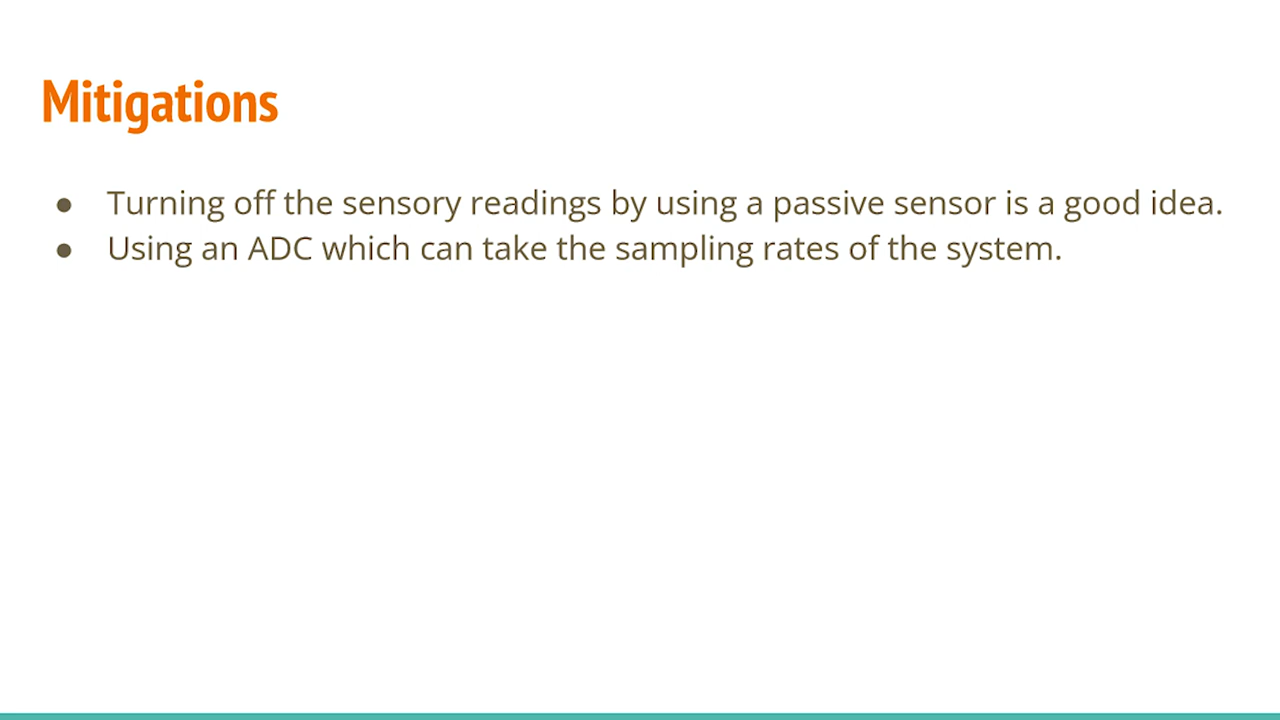 Mitigations
● Turning off the sensory readings by using a passive sensor is a good idea.
● Using an ADC which can take the sampling rates of the system.